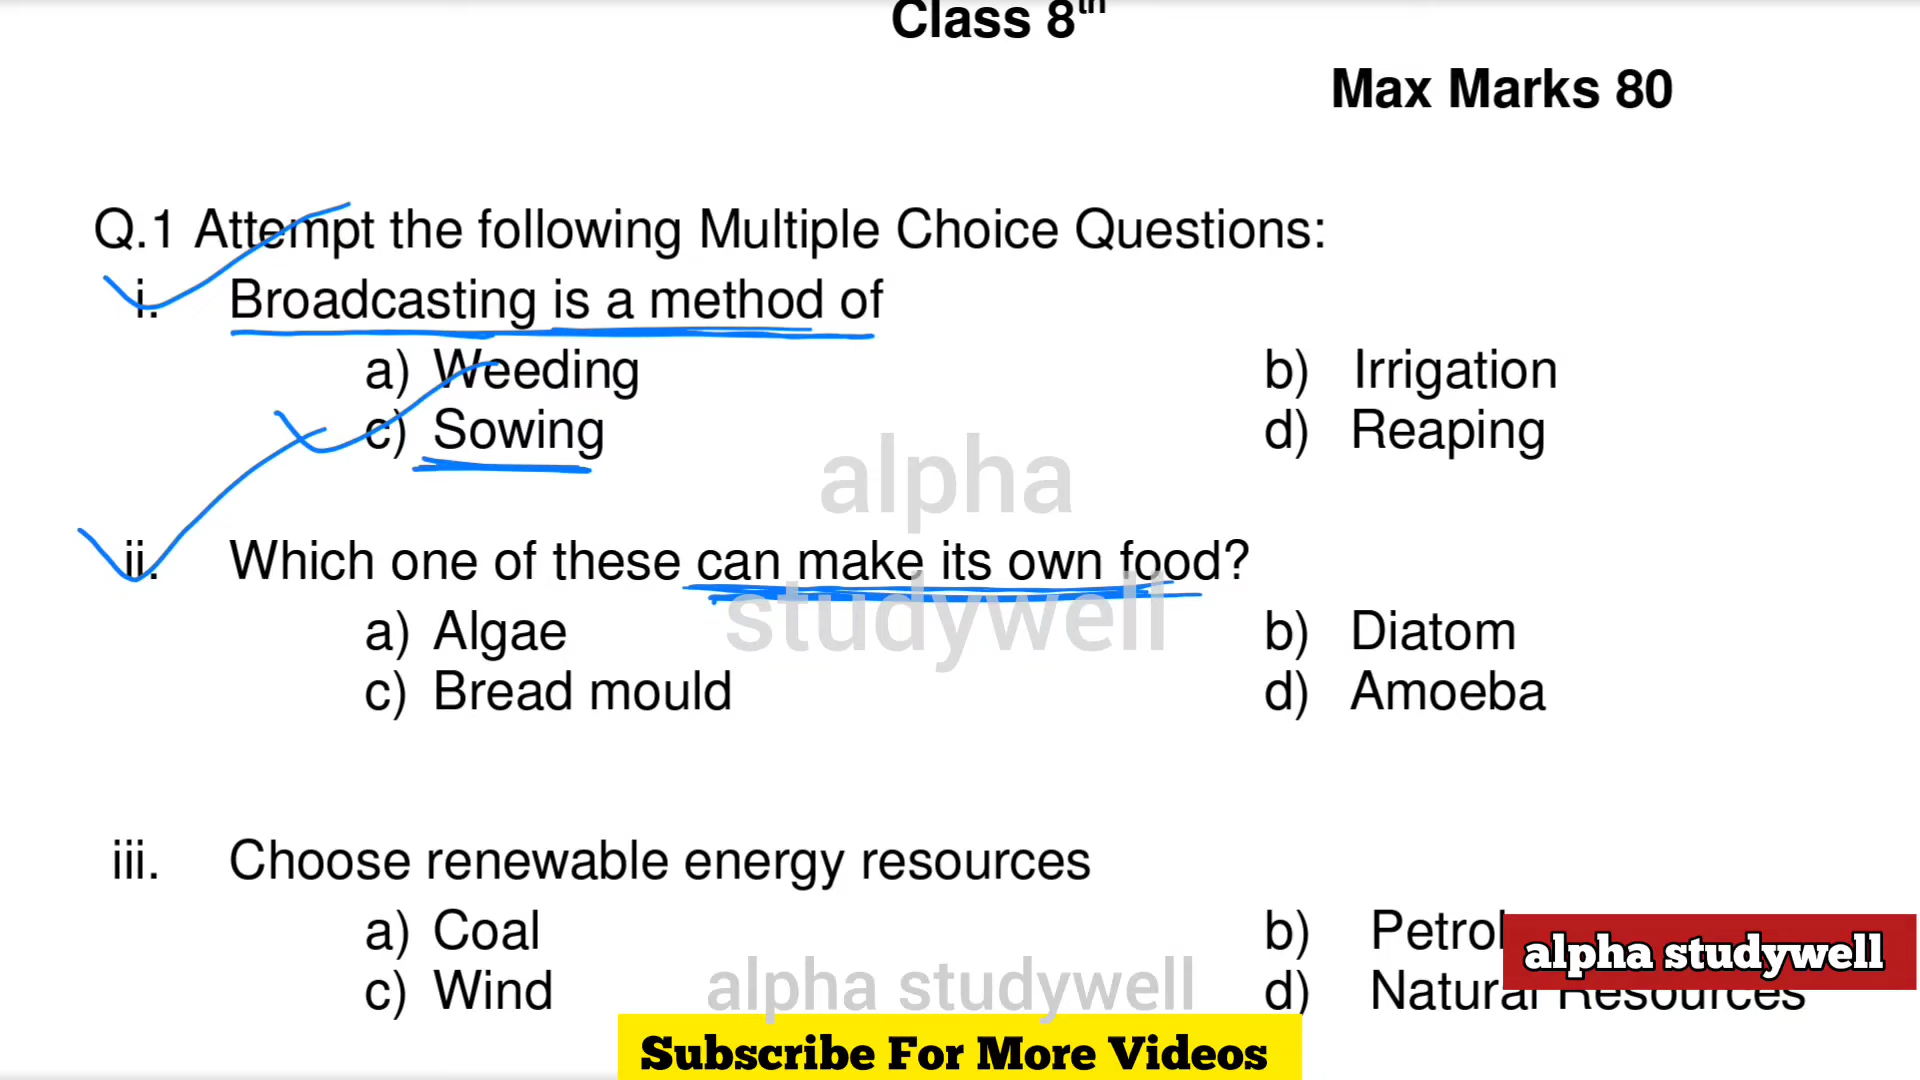 Class 8th
Max Marks 80
Q.1 Attempt the following Multiple Choice Questions:
i. Broadcasting is a method of
a) Weeding b) Irrigation
c) Sowing d) Reaping
alpha
ii. Which one of these can make its own food?
studywell
a) Algae b) Diatom
c) Bread mould d) Amoeba
iii. Choose renewable energy resources
a) Coal b) Petrol
alpha studywell
c) Wind d) Natural Resources
alpha studywell
Subscribe For More Videos